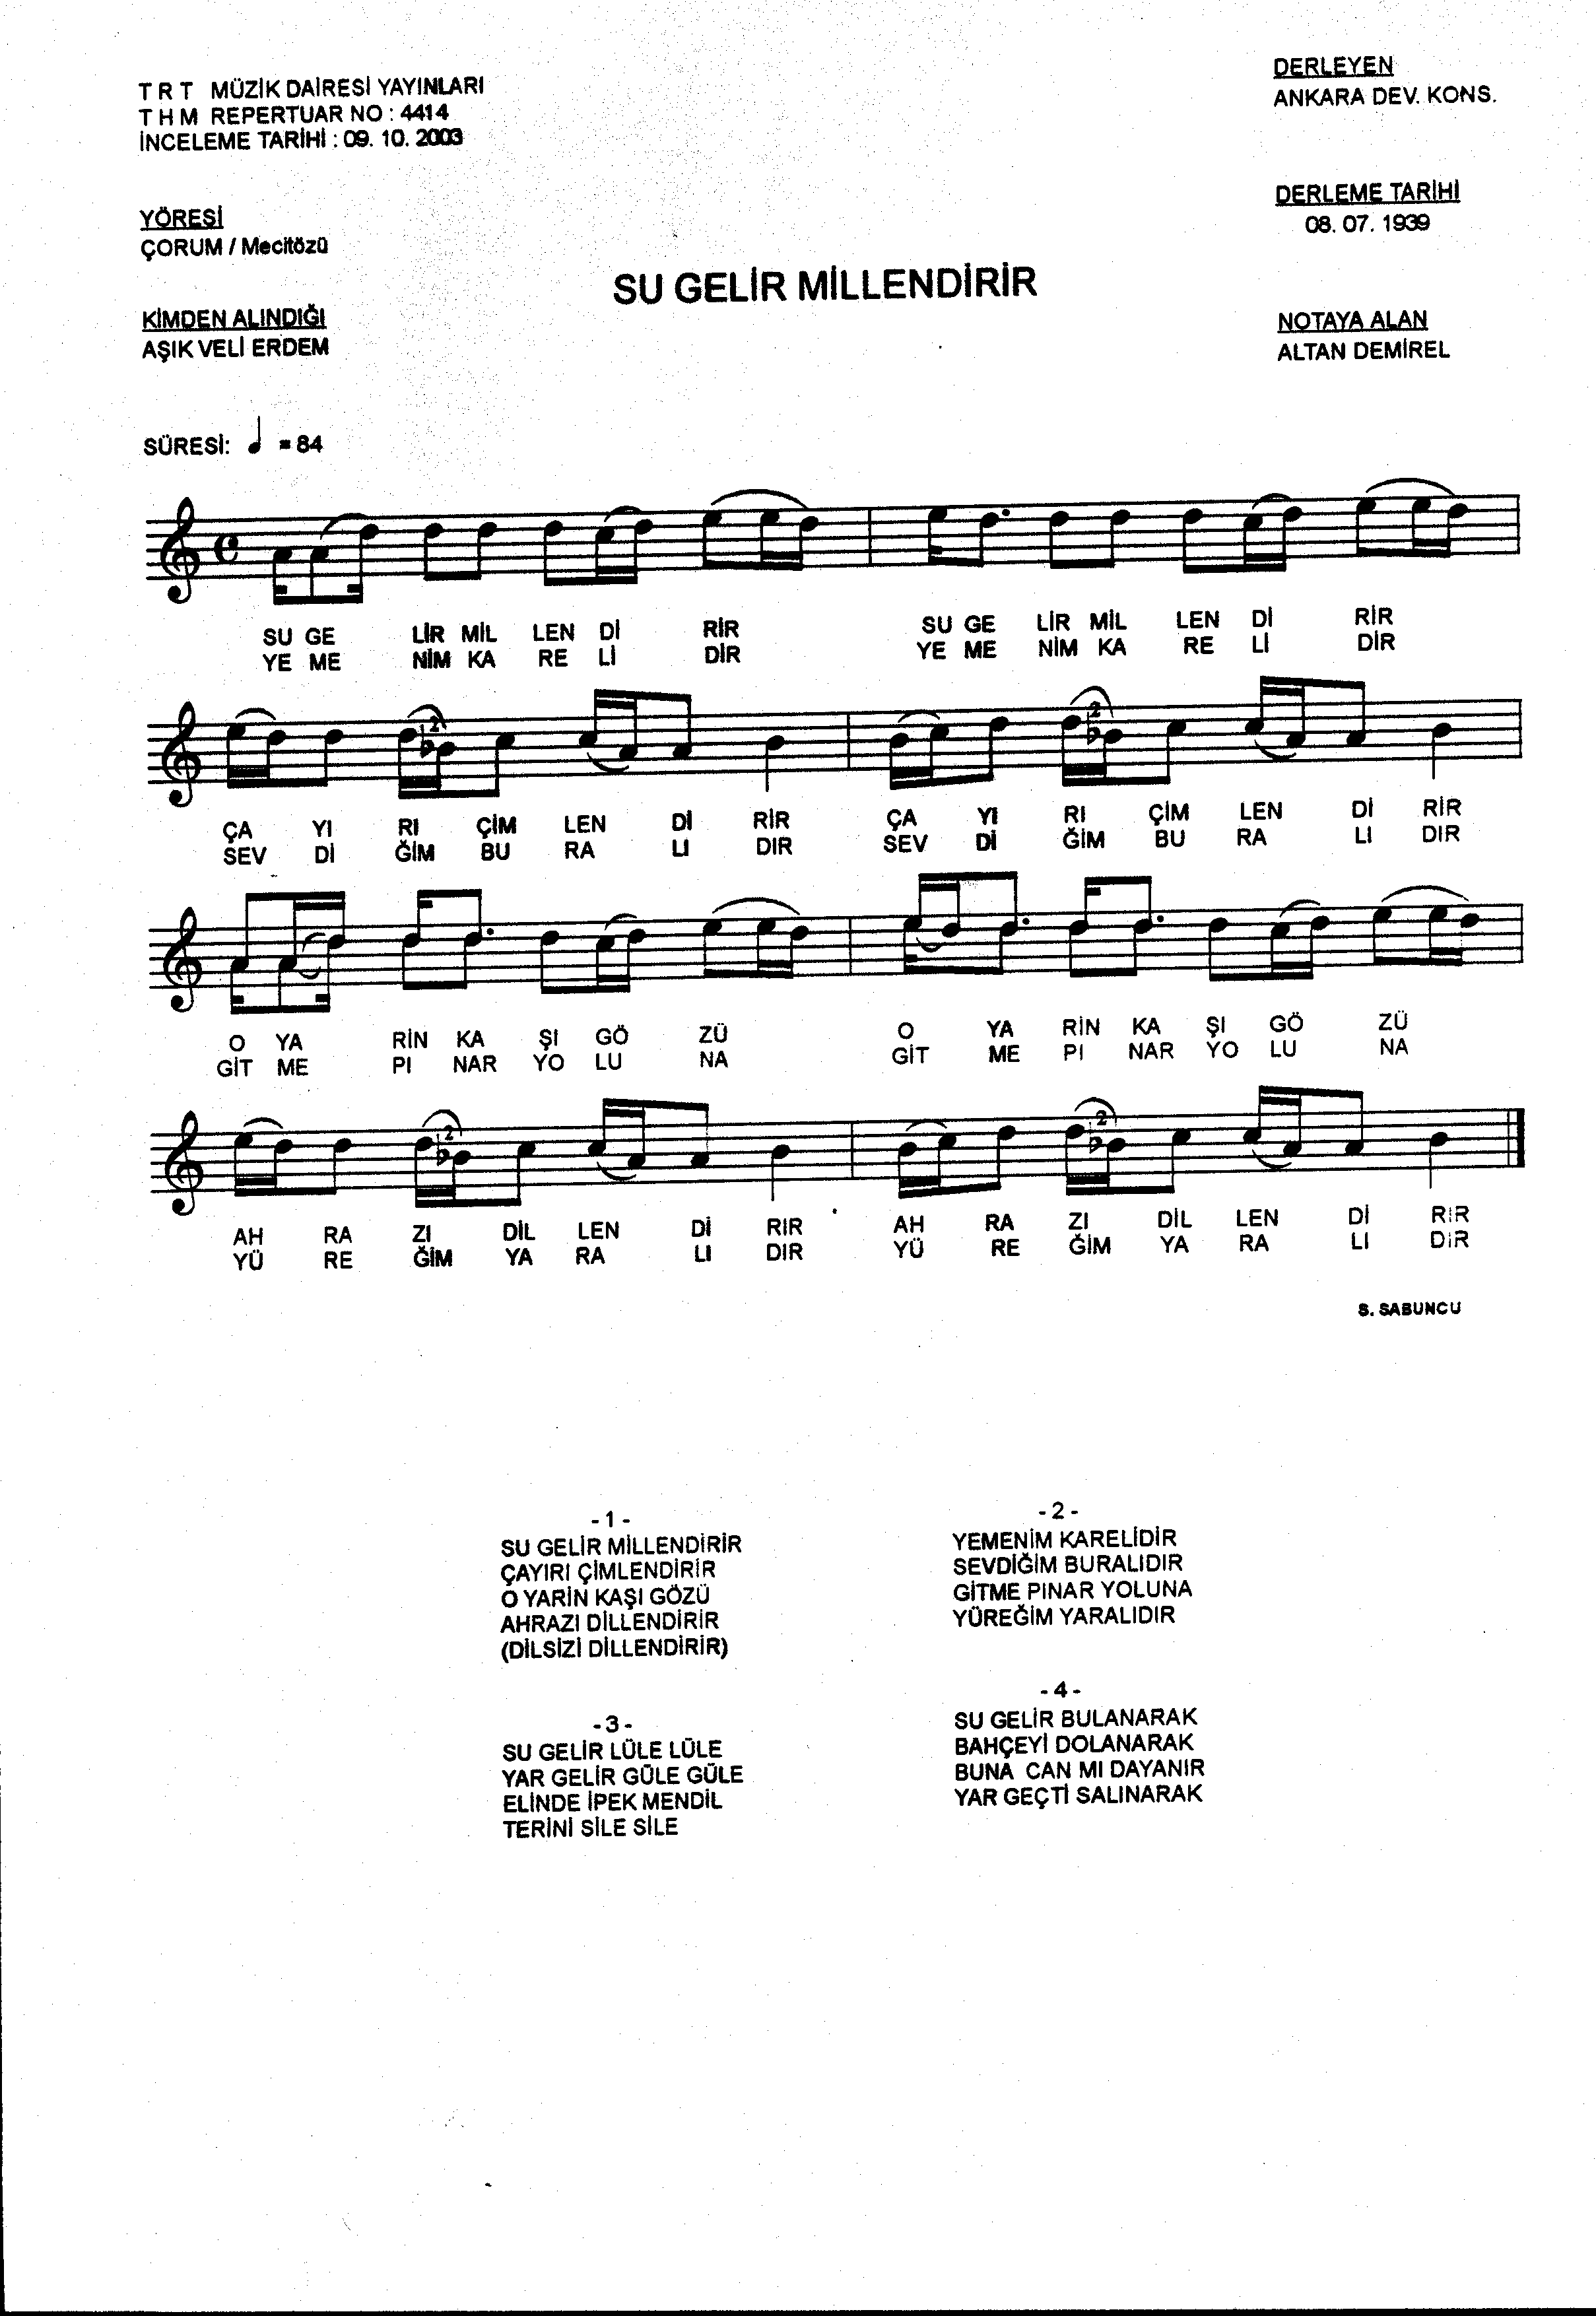 T R T MÜZİK DAİRESİ YAYINLARI
T H M REPERTUAR NO : 4414
İNCELEME TARİHİ : 09. 10. 2003
DERLEYEN
ANKARA DEV. KONS.
YÖRESİ
ÇORUM / Mecitözü
DERLEME TARİHİ
08. 07. 1939
SU GELİR MİLLENDİRİR
KİMDEN ALINDIĞI
AŞIK VELİ ERDEM
NOTAYA ALAN
ALTAN DEMİREL
SÜRESİ: = 84
SU GE LİR MİL LEN Dİ RİR SU GE LİR MİL LEN Dİ RİR
YE ME NİM KA RE Lİ DİR YE ME NİM KA RE Lİ DİR
2 2
ÇA YI RI ÇİM LEN Dİ RİR ÇA YI RI ÇİM LEN Dİ RİR
SEV Dİ ĞİM BU RA LI DIR SEV Dİ ĞİM BU RA LI DIR
O YA RİN KA ŞI GÖ ZÜ O YA RİN KA ŞI GÖ ZÜ
GİT ME PI NAR YO LU NA GİT ME PI NAR YO LU NA
2 2
AH RA ZI DİL LEN Dİ RIR AH RA ZI DİL LEN Dİ RİR
YÜ RE ĞİM YA RA LI DIR YÜ RE ĞİM YA RA LI DİR
S. SABUNCU
- 1 -
SU GELİR MİLLENDİRİR
ÇAYIRI ÇİMLENDİRİR
O YARİN KAŞI GÖZÜ
AHRAZI DİLLENDİRİR
(DİLSİZİ DİLLENDİRİR)
- 2 -
YEMENİM KARELİDİR
SEVDİĞİM BURALIDIR
GİTME PINAR YOLUNA
YÜREĞİM YARALIDIR
- 3 -
SU GELİR LÜLE LÜLE
YAR GELİR GÜLE GÜLE
ELİNDE İPEK MENDİL
TERİNİ SİLE SİLE
- 4 -
SU GELİR BULANARAK
BAHÇEYİ DOLANARAK
BUNA CAN MI DAYANIR
YAR GEÇTİ SALINARAK